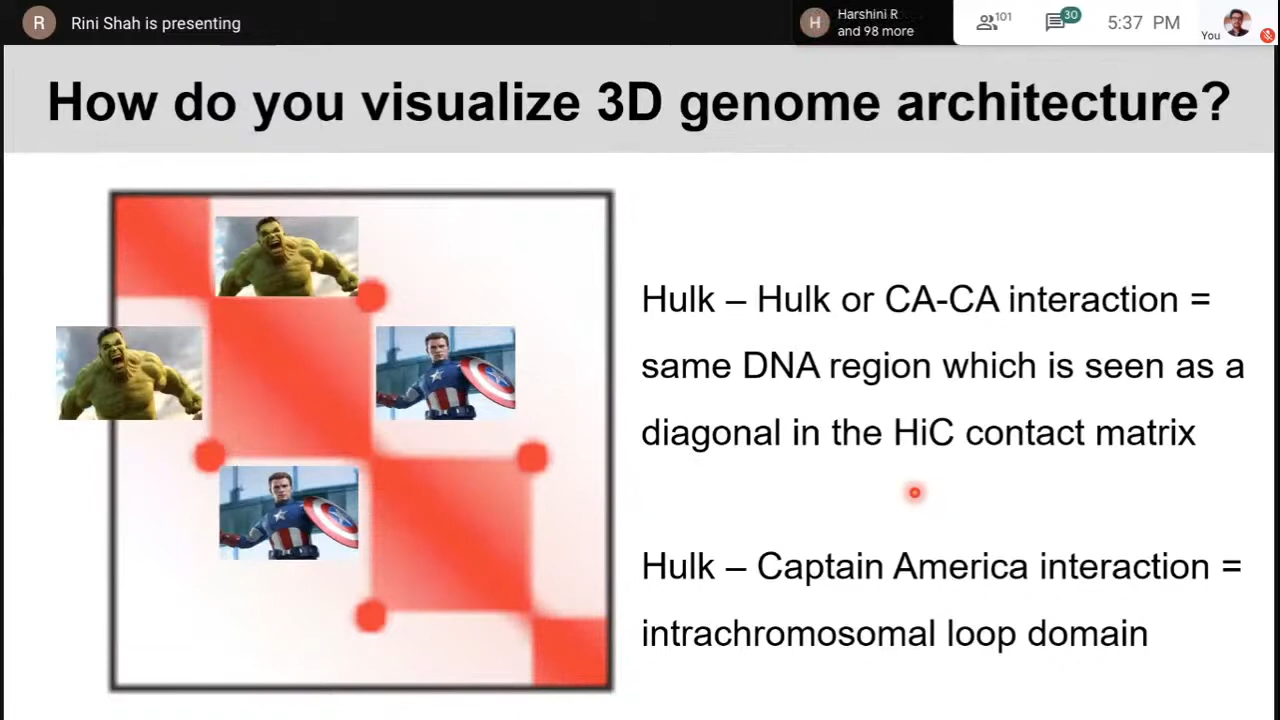 R Rini Shah is presenting
H Harshini R
and 98 more
101
30
5:37 PM
You
How do you visualize 3D genome architecture?
Hulk – Hulk or CA-CA interaction =
same DNA region which is seen as a
diagonal in the HiC contact matrix
Hulk – Captain America interaction =
intrachromosomal loop domain